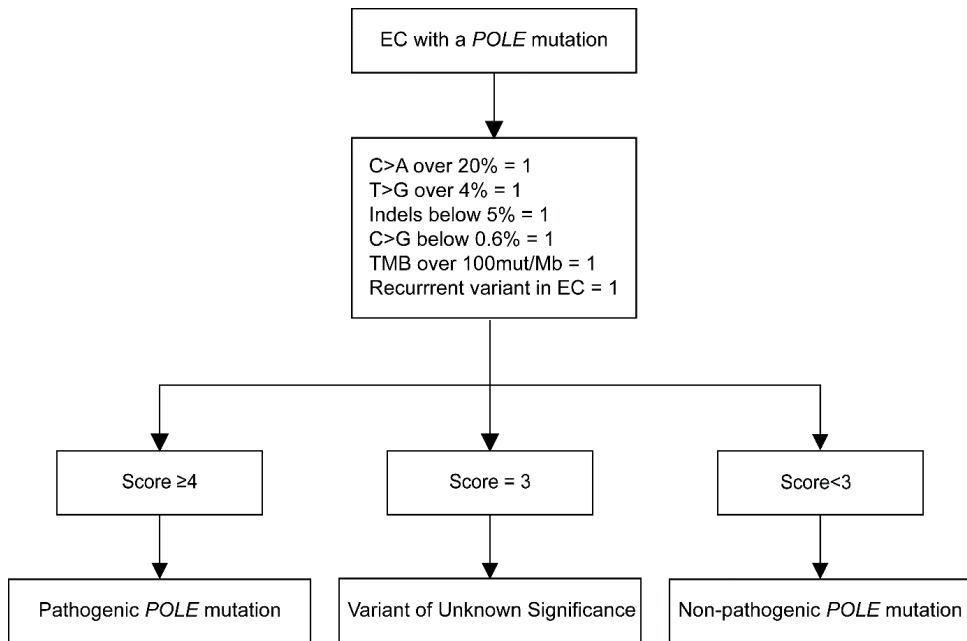 EC with a POLE mutation
C>A over 20% = 1
T>G over 4% = 1
Indels below 5% = 1
C>G below 0.6% = 1
TMB over 100mut/Mb = 1
Recurrrent variant in EC = 1
Score ≥4
Score = 3
Score<3
Pathogenic POLE mutation
Variant of Unknown Significance
Non-pathogenic POLE mutation